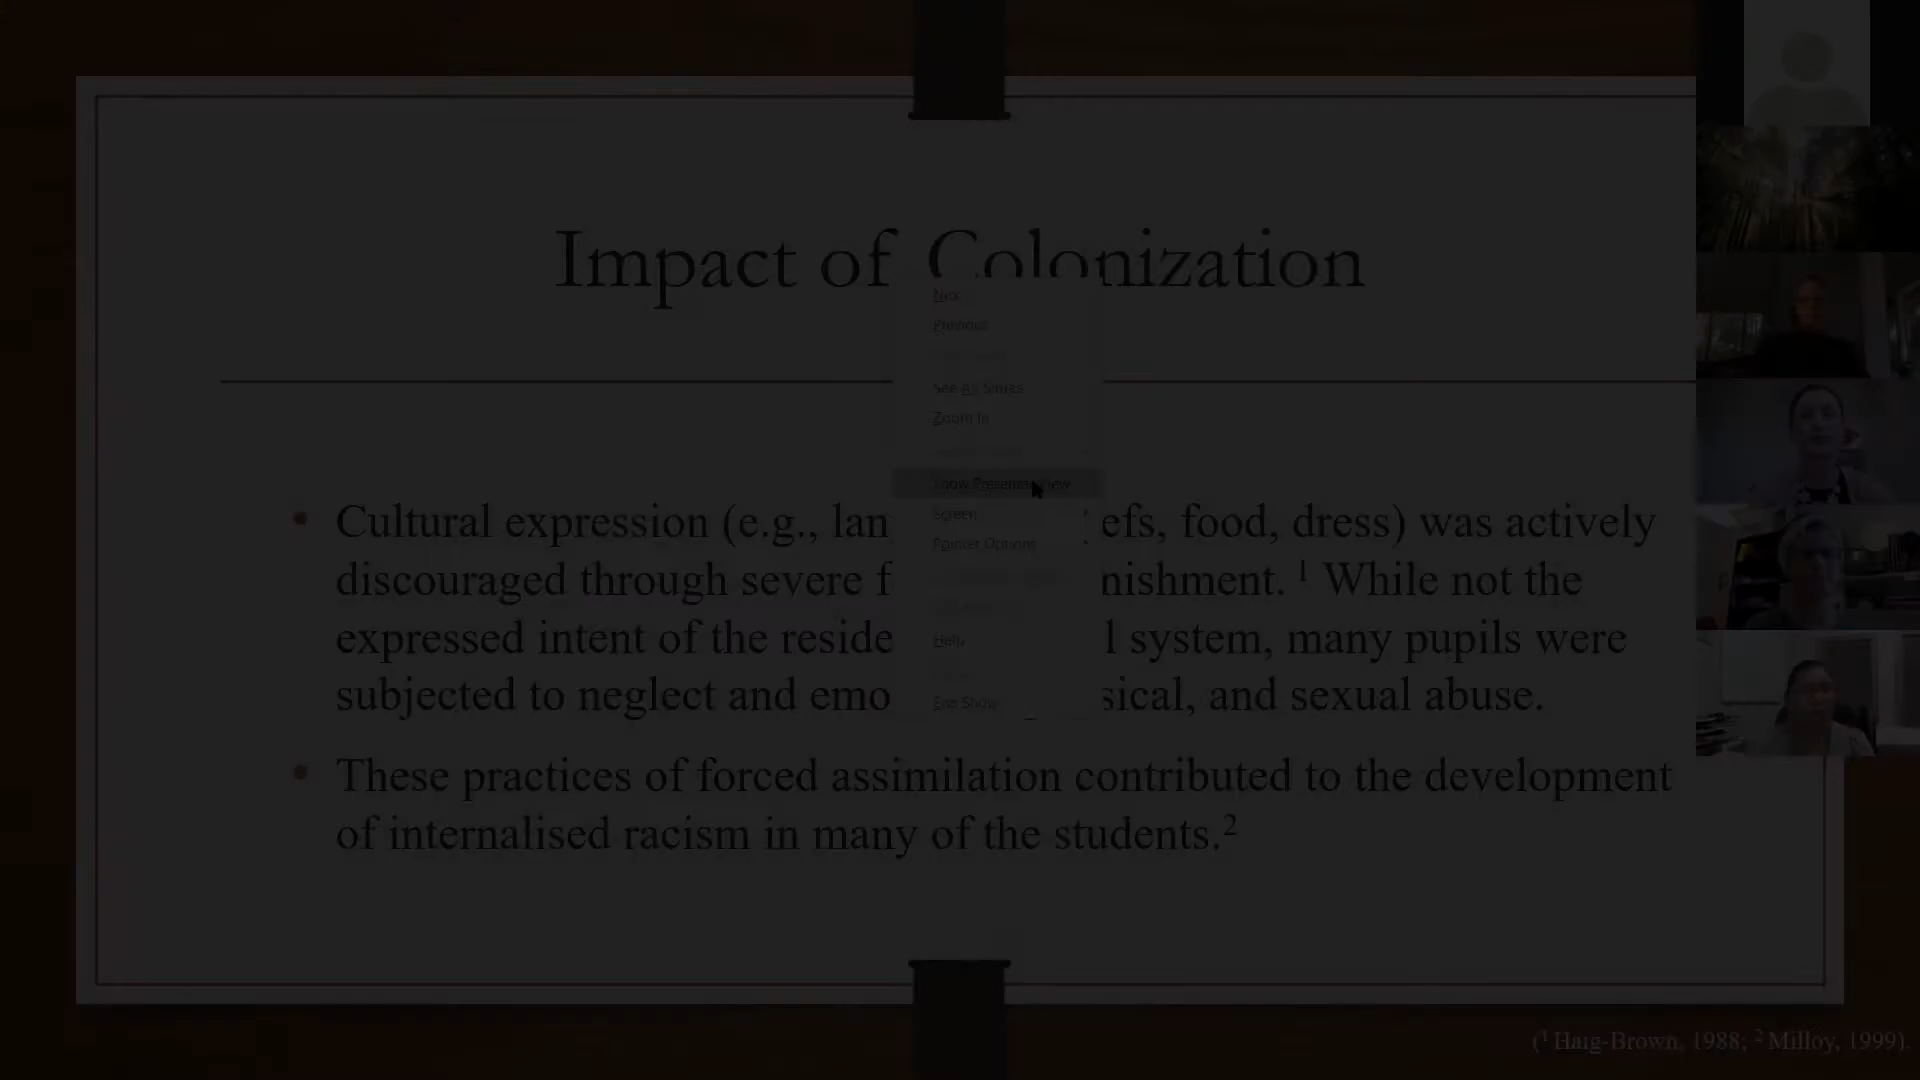 Impact of Colonization
Nex
Previous
See All Slides
Zoom In
Show Presenter View
Screen
Pointer Options
Help
End Show
Cultural expression (e.g., lan efs, food, dress) was actively
discouraged through severe f nishment. ¹ While not the
expressed intent of the reside l system, many pupils were
subjected to neglect and emo sical, and sexual abuse.
These practices of forced assimilation contributed to the development
of internalised racism in many of the students.²
(¹ Haig-Brown, 1988; ² Milloy, 1999).